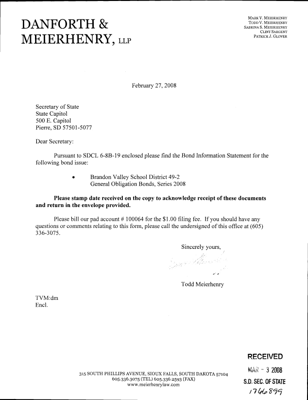 DANFORTH &
MEIERHENRY, LLP
MARK V. MEIERHENRY
TODD V. MEIERHENRY
SABRINA S. MEIERHENRY
CLINT SARGENT
PATRICK J. GLOVER
February 27, 2008
Secretary of State
State Capitol
500 E. Capitol
Pierre, SD 57501-5077
Dear Secretary:
Pursuant to SDCL 6-8B-19 enclosed please find the Bond Information Statement for the
following bond issue:
• Brandon Valley School District 49-2
General Obligation Bonds, Series 2008
Please stamp date received on the copy to acknowledge receipt of these documents
and return in the envelope provided.
Please bill our pad account # 100064 for the $1.00 filing fee. If you should have any
questions or comments relating to this form, please call the undersigned of this office at (605)
336-3075.
Sincerely yours,
Todd Meierhenry
TVM:dm
Encl.
RECEIVED
MAR - 3 2008
S.D. SEC. OF STATE
1766899
315 SOUTH PHILLIPS AVENUE, SIOUX FALLS, SOUTH DAKOTA 57104
605.336.3075 (TEL) 605.336.2593 (FAX)
www.meierhenrylaw.com